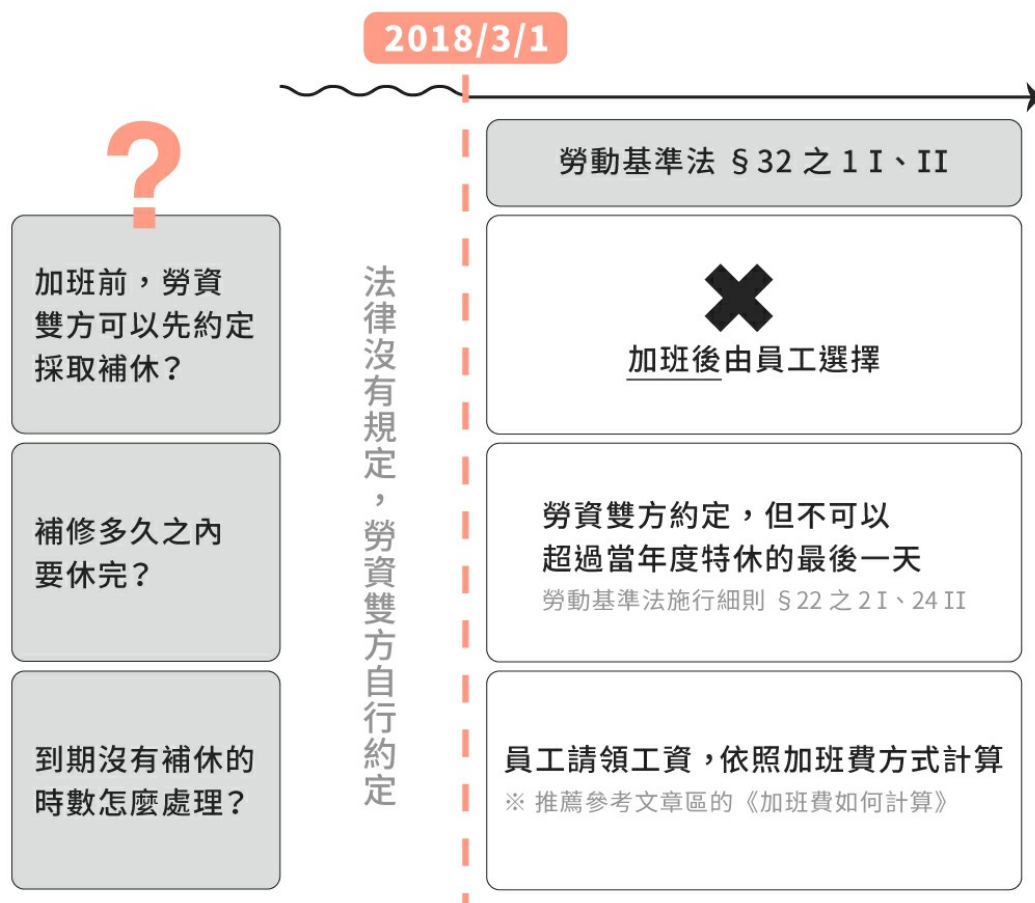 2018/3/1
?
勞動基準法 §32 之 1 I、II
加班前，勞資
雙方可以先約定
採取補休？
法律沒有規定，勞資雙方自行約定
加班後由員工選擇
補修多久之內
要休完？
勞資雙方約定，但不可以
超過當年度特休的最後一天
勞動基準法施行細則 §22 之 2 I、24 II
到期沒有補休的
時數怎麼處理？
員工請領工資，依照加班費方式計算
※ 推薦參考文章區的《加班費如何計算》